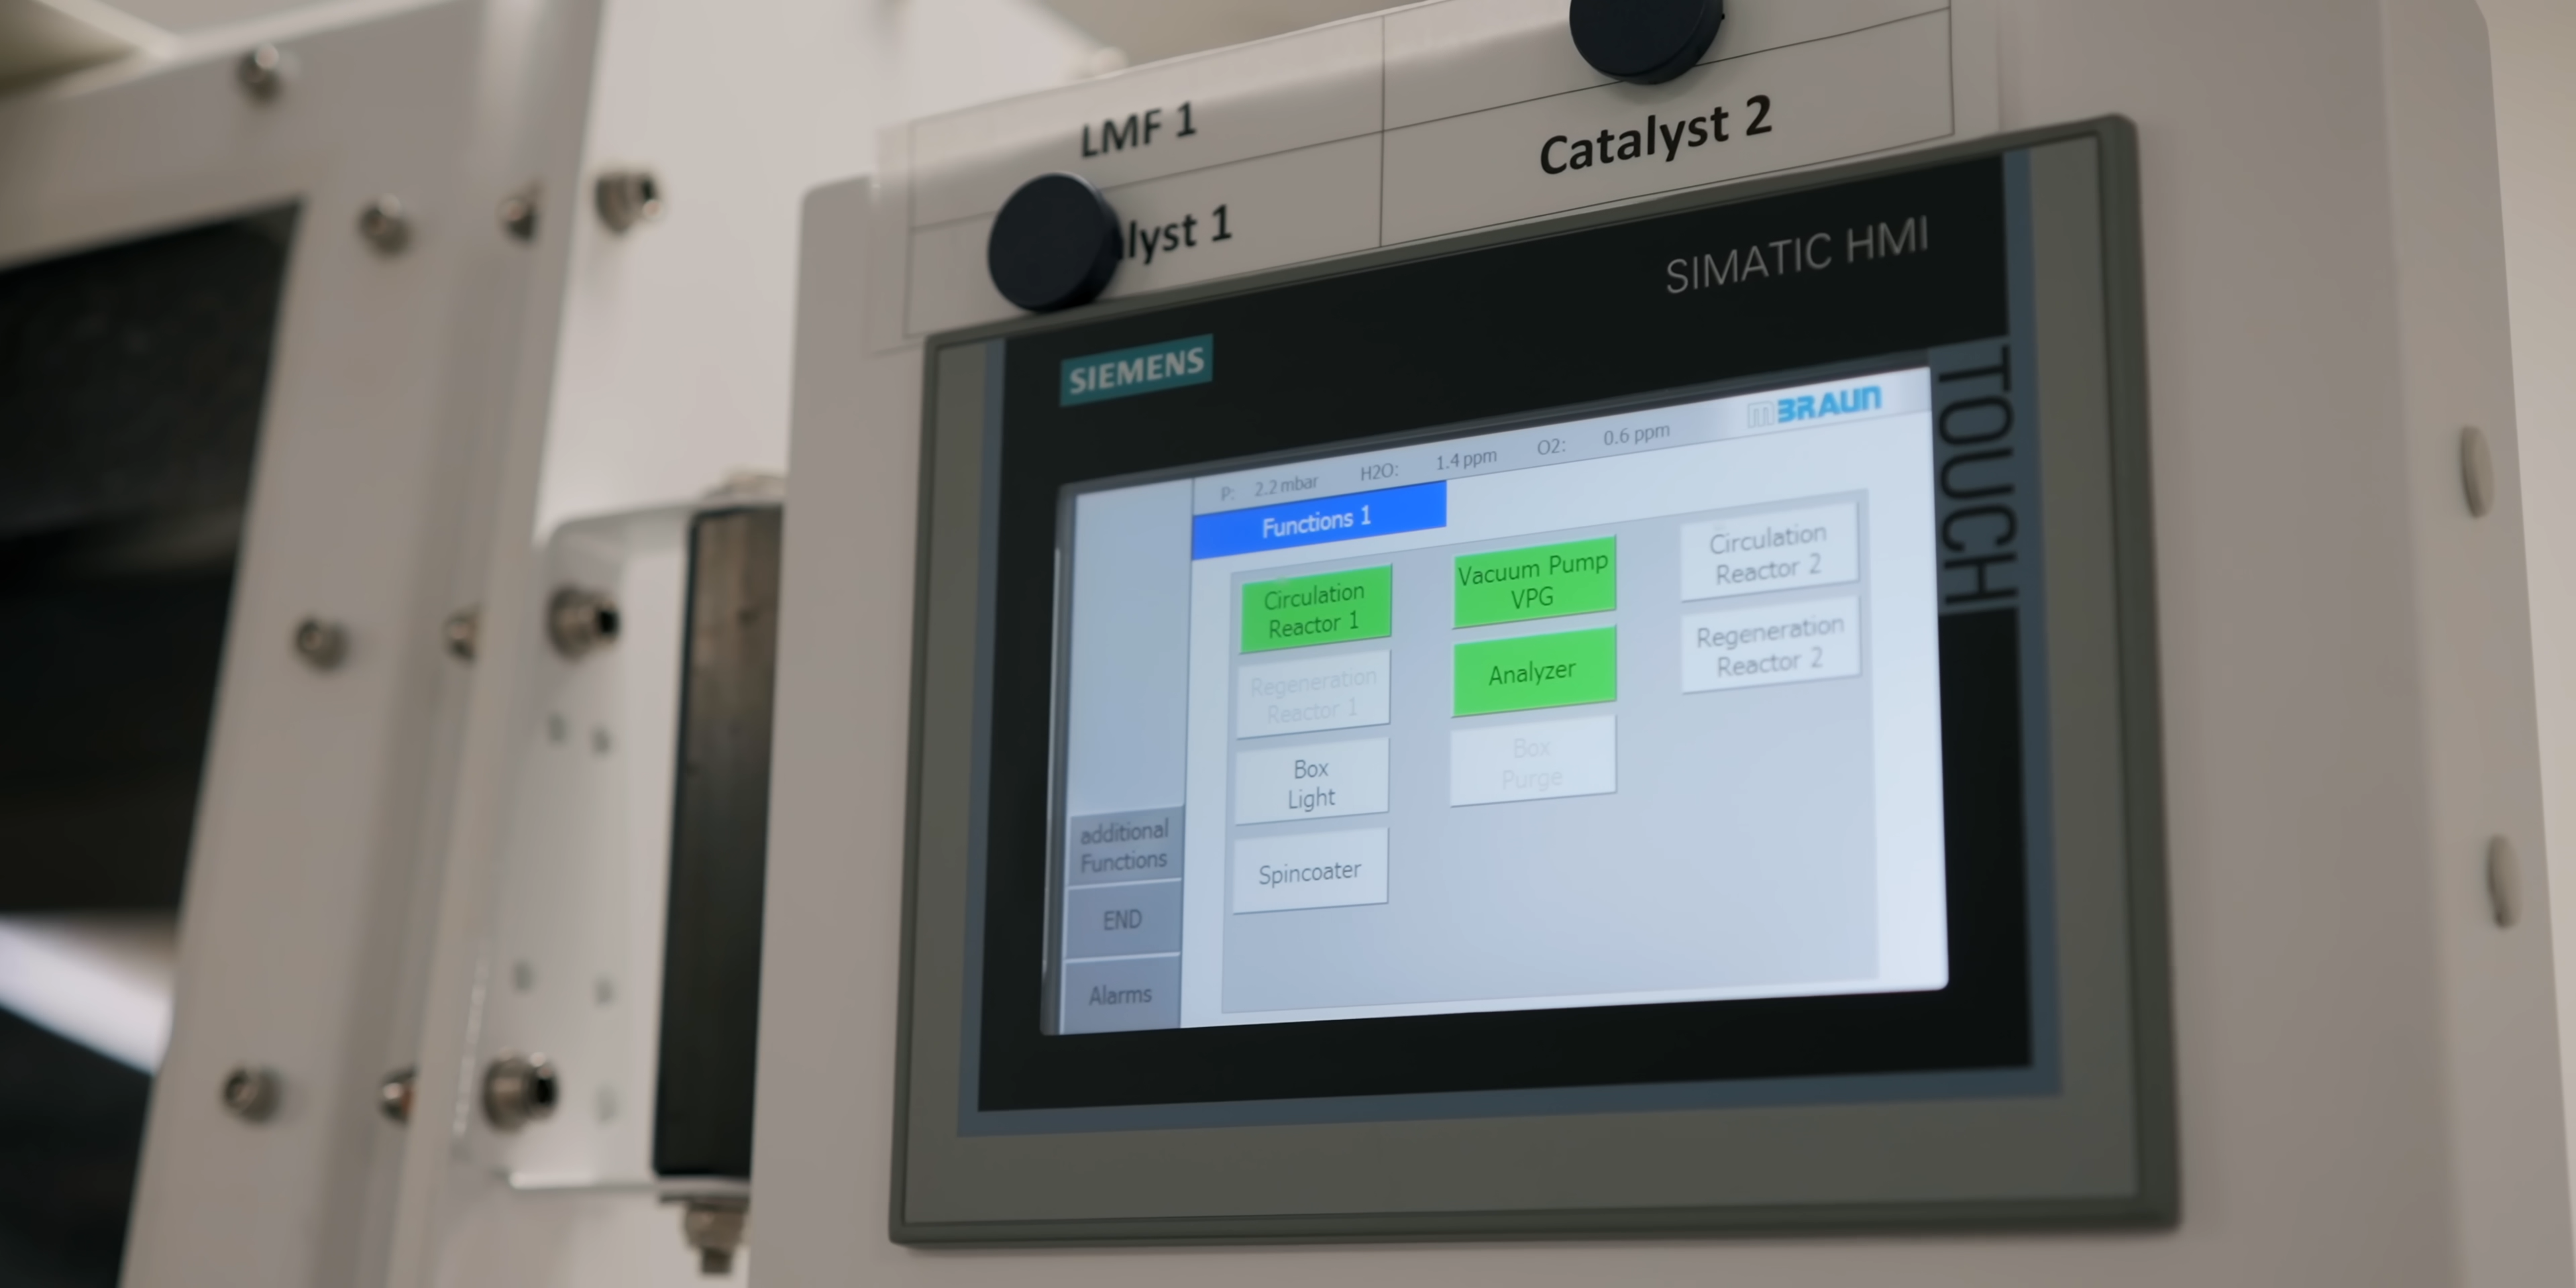 LMF 1
lyst 1
Catalyst 2
SIMATIC HMI
SIEMENS
TOUCH
mBRAUN
P: 2.2 mbar H2O: 1.4 ppm O2: 0.6 ppm
Functions 1
Circulation
Reactor 1
Vacuum Pump
VPG
Circulation
Reactor 2
Regeneration
Reactor 1
Analyzer
Regeneration
Reactor 2
Box
Light
Box
Purge
Spincoater
additional
Functions
END
Alarms